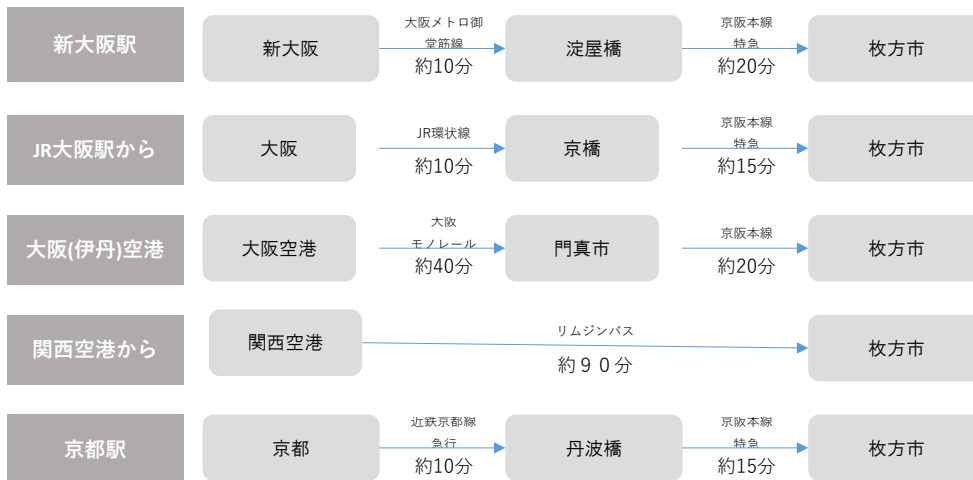 新大阪駅
新大阪
大阪メトロ御
堂筋線
約10分
淀屋橋
京阪本線
特急
約20分
枚方市
JR大阪駅から
大阪
JR環状線
約10分
京橋
京阪本線
特急
約15分
枚方市
大阪(伊丹)空港
大阪空港
大阪
モノレール
約40分
門真市
京阪本線
約20分
枚方市
関西空港から
関西空港
リムジンバス
約９０分
枚方市
京都駅
京都
近鉄京都線
急行
約10分
丹波橋
京阪本線
特急
約15分
枚方市